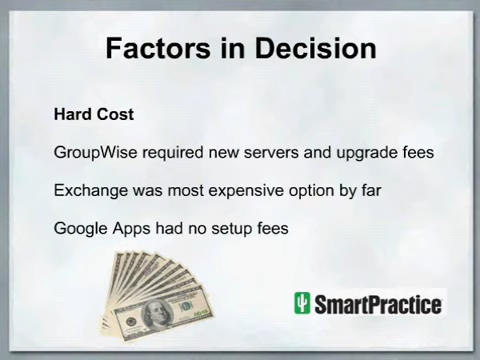 Factors in Decision
Hard Cost
GroupWise required new servers and upgrade fees
Exchange was most expensive option by far
Google Apps had no setup fees
SmartPractice